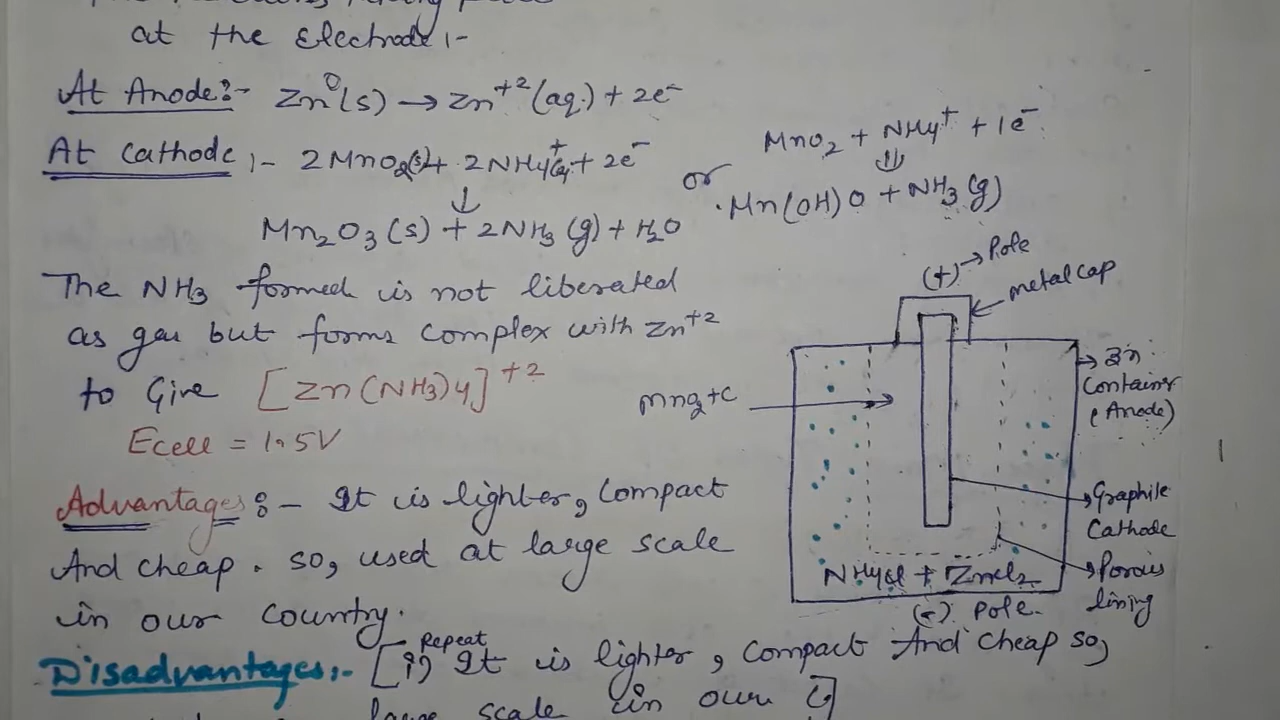 at the Electrode :-
At Anode :- Zn⁰(s) → Zn⁺²(aq.) + 2e⁻
At Cathode :- 2MnO₂(s) + 2NH₄⁺(aq) + 2e⁻
↓
Mn₂O₃(s) + 2NH₃(g) + H₂O
or
MnO₂ + NH₄⁺ + 1e⁻
⇓
Mn(OH)O + NH₃(g)
The NH₃ formed is not liberated
as gas but forms complex with Zn⁺²
to Give [Zn(NH₃)₄]⁺²
Ecell = 1.5V
Advantages :- It is lighter, Compact
And cheap. so, used at large scale
in our country.
(+) → Pole
metal cap
Zn
Container
(Anode)
MnO₂+C
Graphite
Cathode
Porous
lining
NH₄Cl + ZnCl₂
(-) Pole.
Repeat
Disadvantages :- [i) It is lighter, compact And cheap so,
large scale in our C]